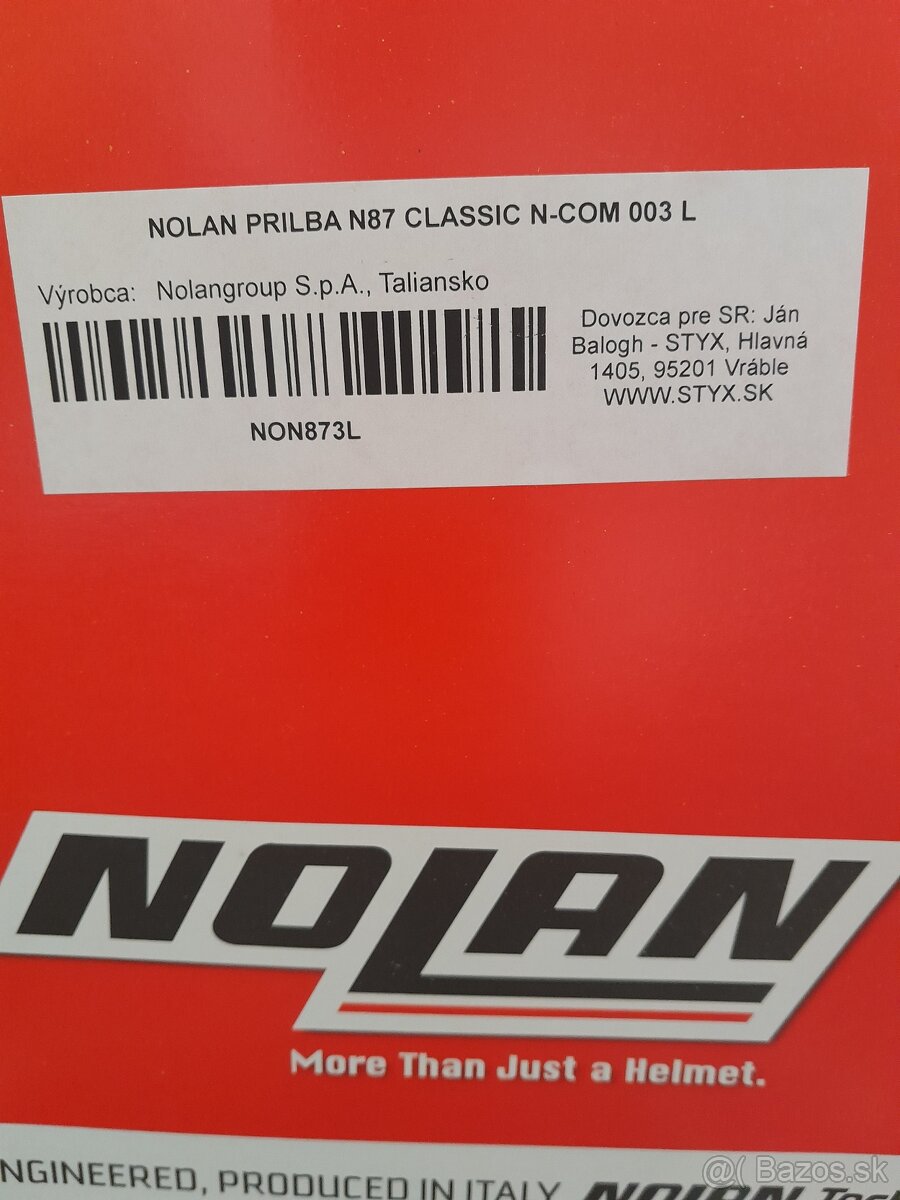 NOLAN PRILBA N87 CLASSIC N-COM 003 L
Výrobca: Nolangroup S.p.A., Taliansko
Dovozca pre SR: Ján
Balogh - STYX, Hlavná
1405, 95201 Vráble
WWW.STYX.SK
NON873L
NOLAN
More Than Just a Helmet.
NGINEERED, PRODUCED IN ITALY
NOLAN
@( Bazos.sk